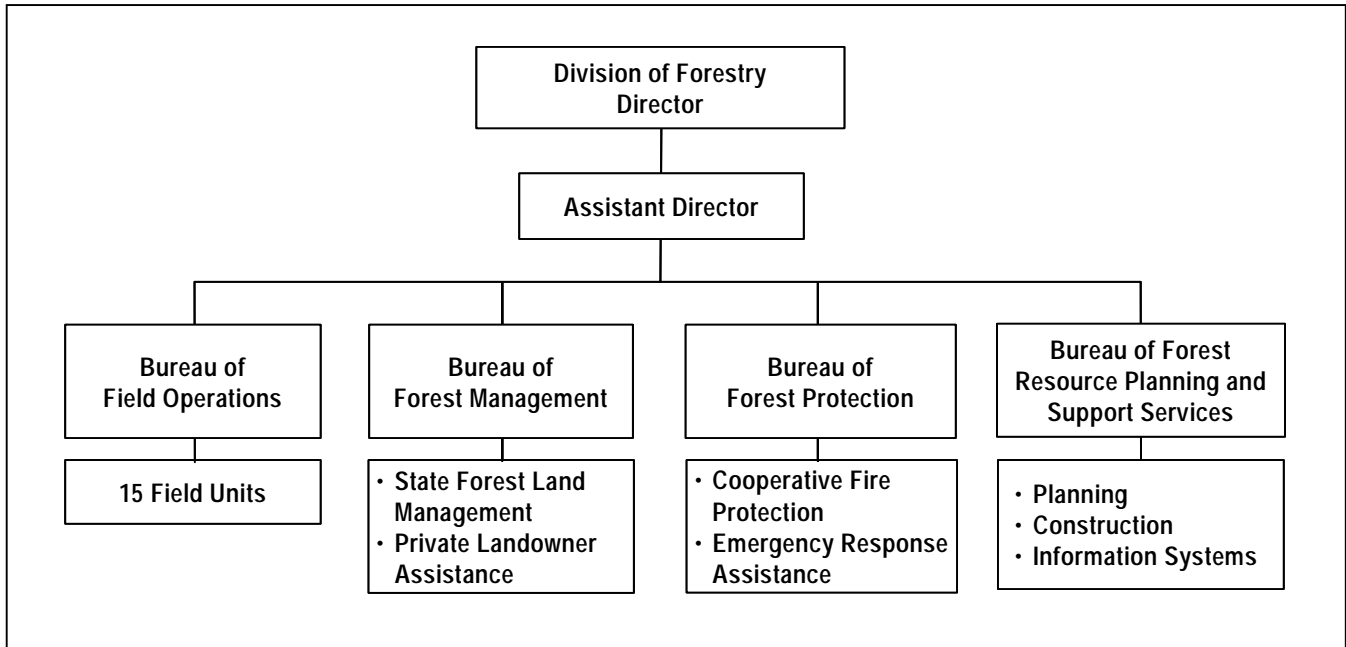 Division of Forestry
Director
Assistant Director
Bureau of
Field Operations
15 Field Units
Bureau of
Forest Management
• State Forest Land
Management
• Private Landowner
Assistance
Bureau of
Forest Protection
• Cooperative Fire
Protection
• Emergency Response
Assistance
Bureau of Forest
Resource Planning and
Support Services
• Planning
• Construction
• Information Systems